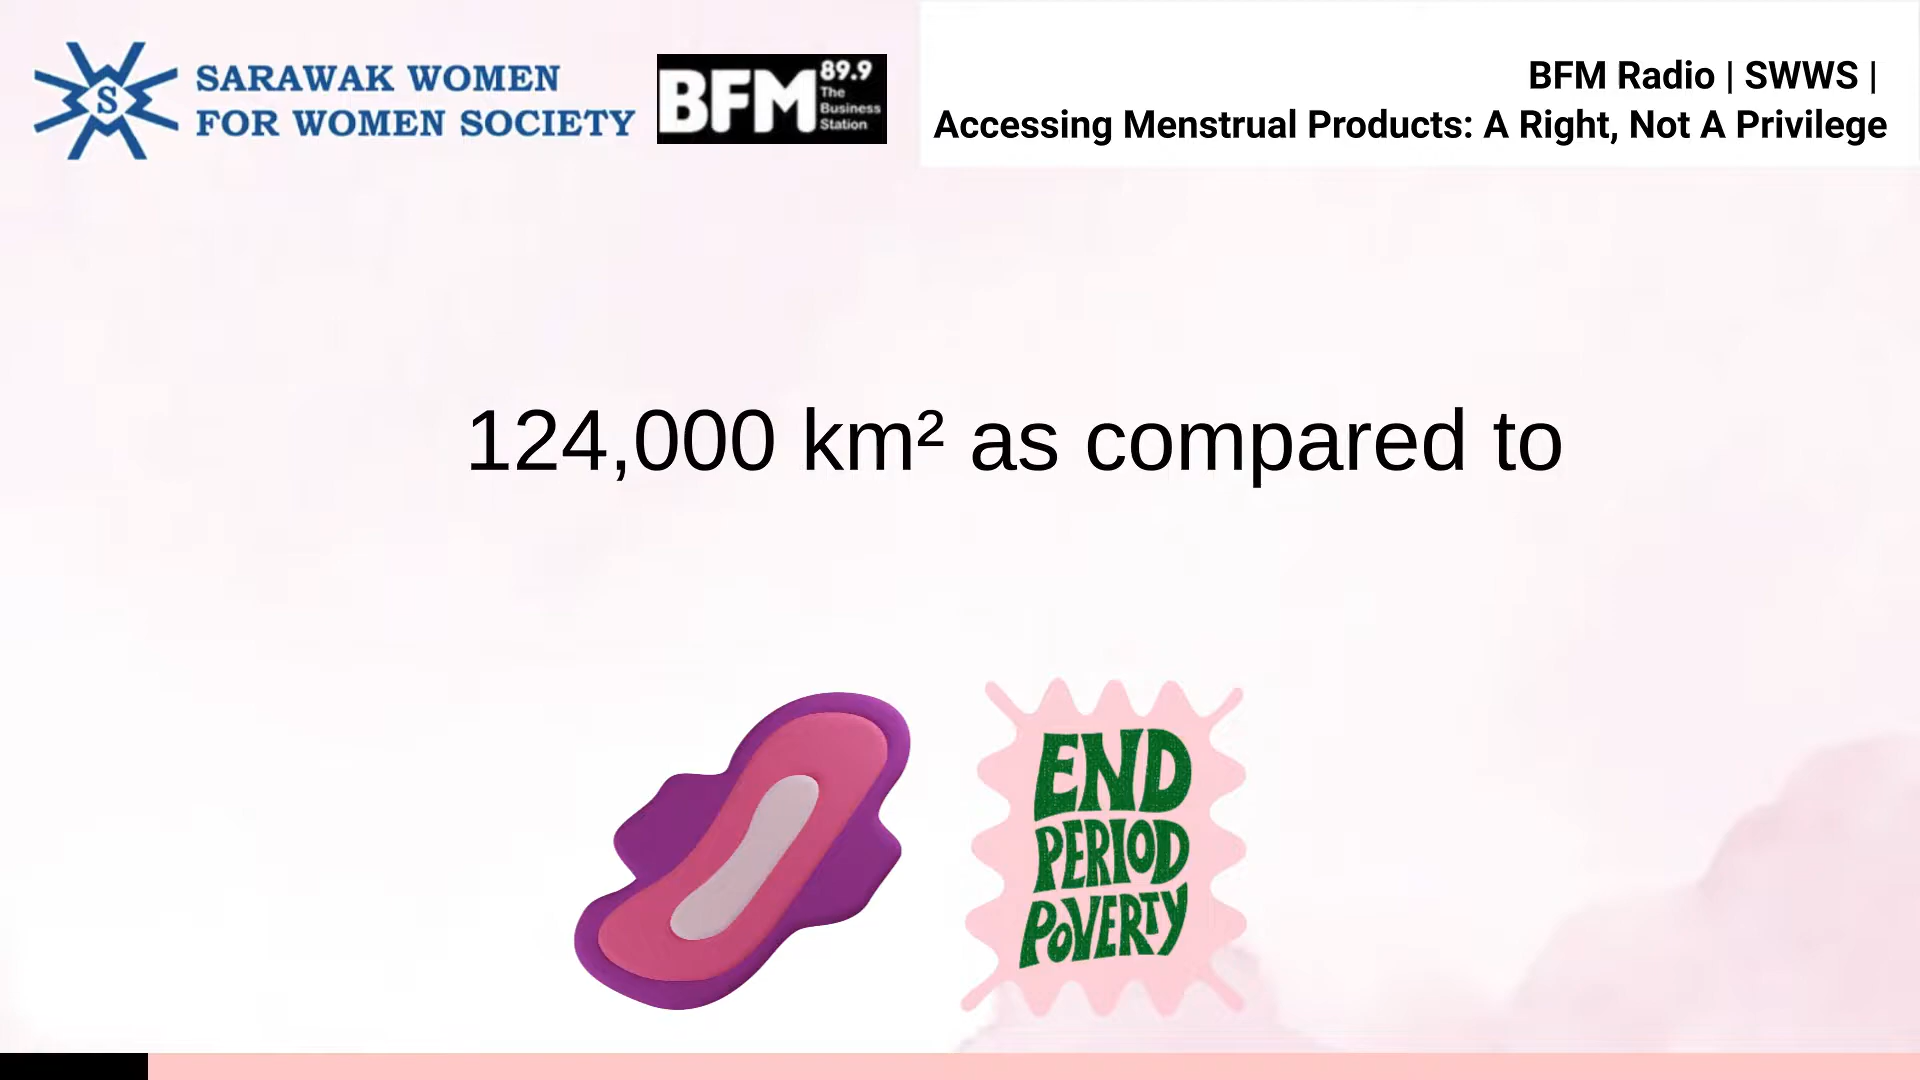 S
SARAWAK WOMEN
FOR WOMEN SOCIETY
BFM
89.9
The
Business
Station
BFM Radio | SWWS |
Accessing Menstrual Products: A Right, Not A Privilege
124,000 km² as compared to
END
PERIOD
POVERTY